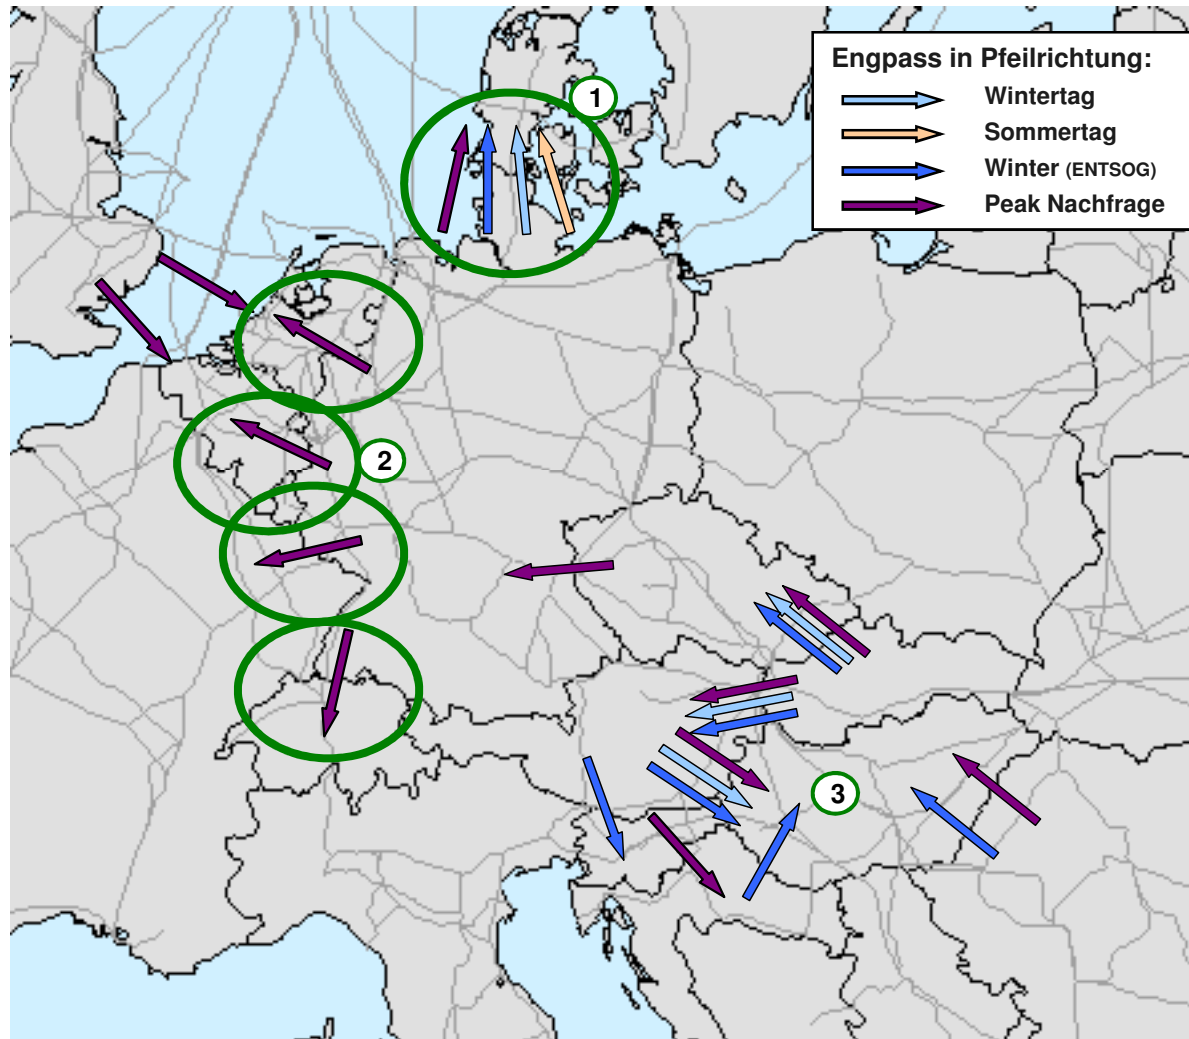 Engpass in Pfeilrichtung:
Wintertag
Sommertag
Winter (ENTSOG)
Peak Nachfrage
1
2
3